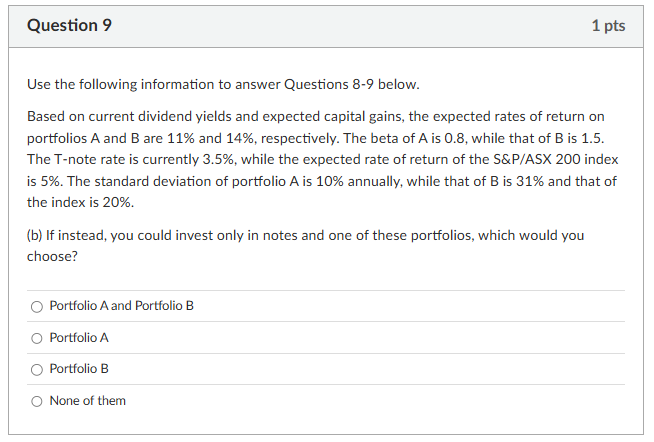 Question 9
1 pts
Use the following information to answer Questions 8-9 below.
Based on current dividend yields and expected capital gains, the expected rates of return on
portfolios A and B are 11% and 14%, respectively. The beta of A is 0.8, while that of B is 1.5.
The T-note rate is currently 3.5%, while the expected rate of return of the S&P/ASX 200 index
is 5%. The standard deviation of portfolio A is 10% annually, while that of B is 31% and that of
the index is 20%.
(b) If instead, you could invest only in notes and one of these portfolios, which would you
choose?
Portfolio A and Portfolio B
Portfolio A
Portfolio B
None of them